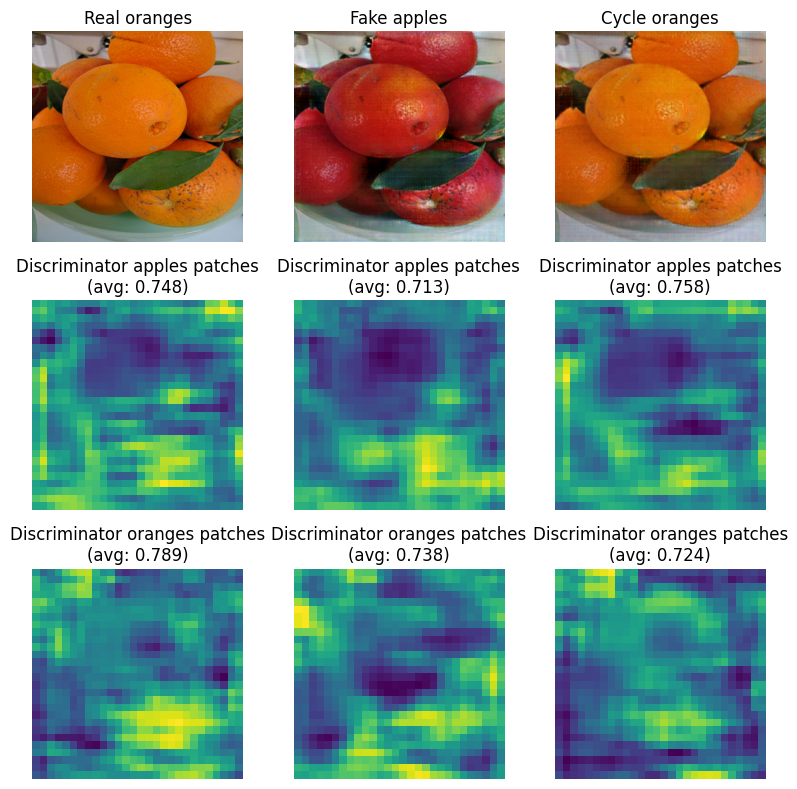 Real oranges
Fake apples
Cycle oranges
Discriminator apples patches
(avg: 0.748)
Discriminator apples patches
(avg: 0.713)
Discriminator apples patches
(avg: 0.758)
Discriminator oranges patches
(avg: 0.789)
Discriminator oranges patches
(avg: 0.738)
Discriminator oranges patches
(avg: 0.724)